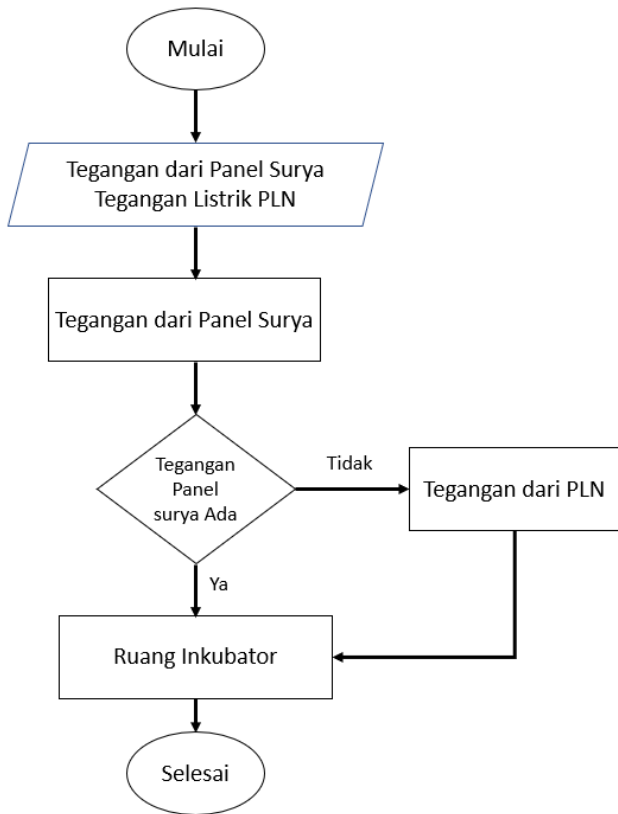 Mulai
Tegangan dari Panel Surya
Tegangan Listrik PLN
Tegangan dari Panel Surya
Tegangan
Panel
surya Ada
Tidak
Tegangan dari PLN
Ya
Ruang Inkubator
Selesai